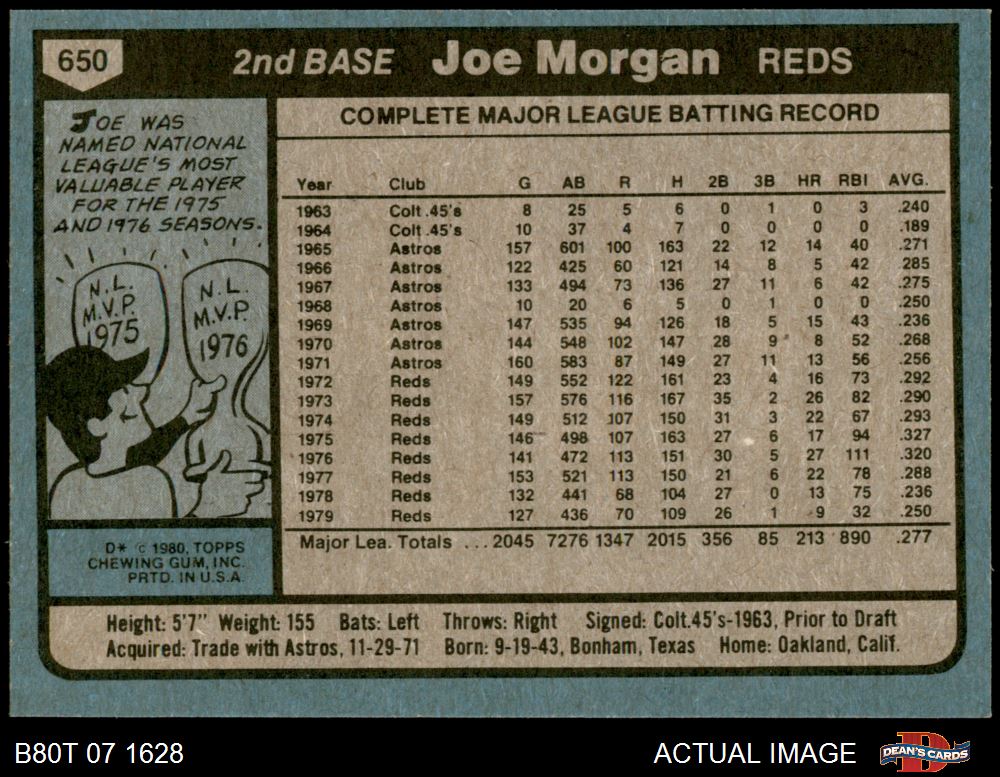 650 2nd BASE Joe Morgan REDS
JOE WAS
NAMED NATIONAL
LEAGUE'S MOST
VALUABLE PLAYER
FOR THE 1975
AND 1976 SEASONS.
N.L.
M.V.P.
1975
N.L.
M.V.P.
1976
D* © 1980, TOPPS
CHEWING GUM, INC.
PRTD. IN U.S.A.
COMPLETE MAJOR LEAGUE BATTING RECORD
Year Club G AB R H 2B 3B HR RBI AVG.
1963 Colt .45's 8 25 5 6 0 1 0 3 .240
1964 Colt .45's 10 37 4 7 0 0 0 0 .189
1965 Astros 157 601 100 163 22 12 14 40 .271
1966 Astros 122 425 60 121 14 8 5 42 .285
1967 Astros 133 494 73 136 27 11 6 42 .275
1968 Astros 10 20 6 5 0 1 0 0 .250
1969 Astros 147 535 94 126 18 5 15 43 .236
1970 Astros 144 548 102 147 28 9 8 52 .268
1971 Astros 160 583 87 149 27 11 13 56 .256
1972 Reds 149 552 122 161 23 4 16 73 .292
1973 Reds 157 576 116 167 35 2 26 82 .290
1974 Reds 149 512 107 150 31 3 22 67 .293
1975 Reds 146 498 107 163 27 6 17 94 .327
1976 Reds 141 472 113 151 30 5 27 111 .320
1977 Reds 153 521 113 150 21 6 22 78 .288
1978 Reds 132 441 68 104 27 0 13 75 .236
1979 Reds 127 436 70 109 26 1 9 32 .250
Major Lea. Totals ... 2045 7276 1347 2015 356 85 213 890 .277
Height: 5'7" Weight: 155 Bats: Left Throws: Right Signed: Colt.45's-1963, Prior to Draft
Acquired: Trade with Astros, 11-29-71 Born: 9-19-43, Bonham, Texas Home: Oakland, Calif.
B80T 07 1628 ACTUAL IMAGE D DEAN'S CARDS